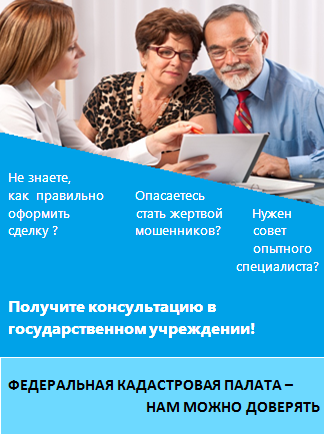 Не знаете,
как правильно
оформить
сделку ?
Опасаетесь
стать жертвой
мошенников?
Нужен
совет
опытного
специалиста?
Получите консультацию в
государственном учреждении!
ФЕДЕРАЛЬНАЯ КАДАСТРОВАЯ ПАЛАТА –
НАМ МОЖНО ДОВЕРЯТЬ